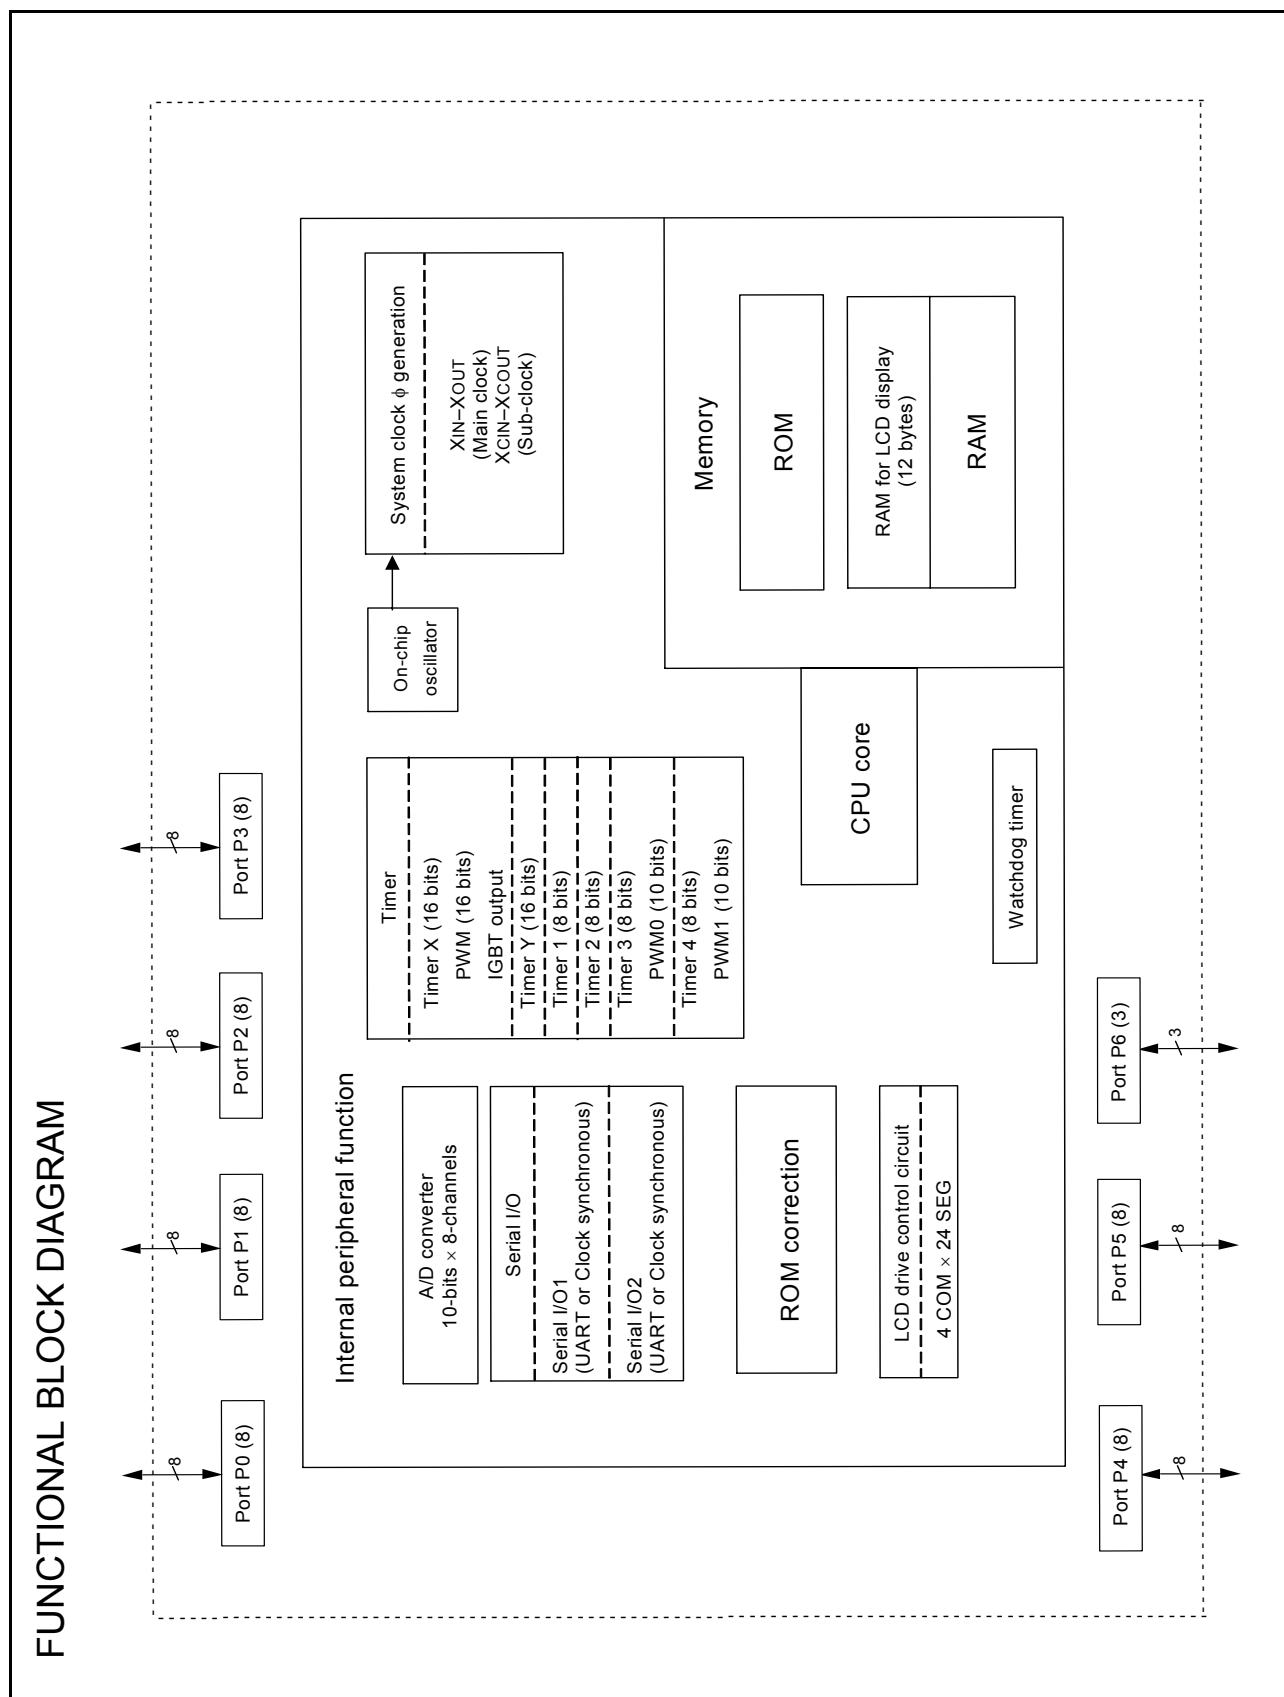 FUNCTIONAL BLOCK DIAGRAM
8
8
8
8
Port P0 (8)
Port P1 (8)
Port P2 (8)
Port P3 (8)
Internal peripheral function
A/D converter
10-bits × 8-channels
Serial I/O
Serial I/O1
(UART or Clock synchronous)
Serial I/O2
(UART or Clock synchronous)
ROM correction
LCD drive control circuit
4 COM × 24 SEG
Timer
Timer X (16 bits)
PWM (16 bits)
IGBT output
Timer Y (16 bits)
Timer 1 (8 bits)
Timer 2 (8 bits)
Timer 3 (8 bits)
PWM0 (10 bits)
Timer 4 (8 bits)
PWM1 (10 bits)
On-chip
oscillator
System clock ϕ generation
XIN–XOUT
(Main clock)
XCIN–XCOUT
(Sub-clock)
CPU core
Watchdog timer
Memory
ROM
RAM for LCD display
(12 bytes)
RAM
Port P4 (8)
Port P5 (8)
Port P6 (3)
8
8
3